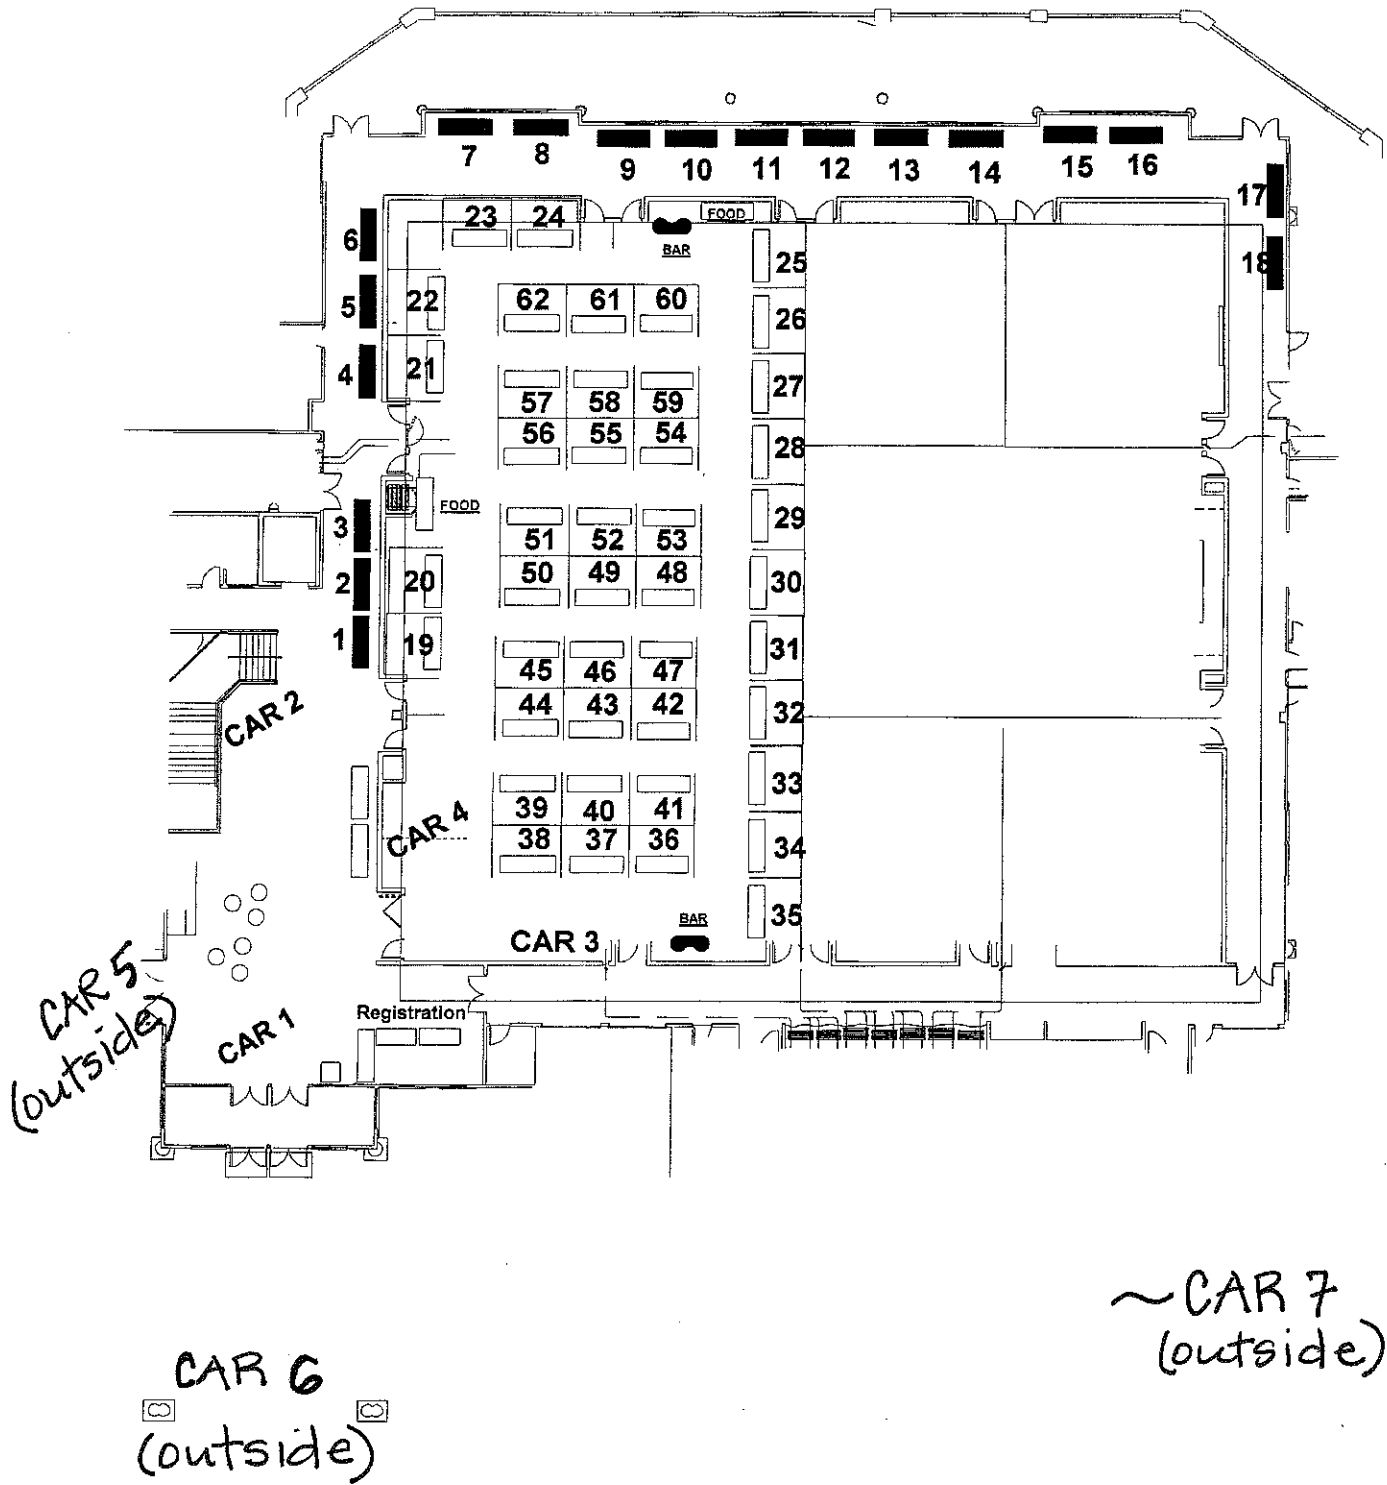 7 8 9 10 11 12 13 14 15 16
17
23 24 FOOD
6 BAR 25 18
5 22 62 61 60 26
4 21 57 58 59 27
56 55 54 28
FOOD
3 51 52 53 29
2 20 50 49 48 30
1 19 45 46 47 31
CAR 2 44 43 42 32
39 40 41 33
CAR 4 38 37 36 34
BAR 35
CAR 3
CAR 5
(outside)
CAR 1 Registration
~CAR 7
(outside)
CAR 6
(outside)